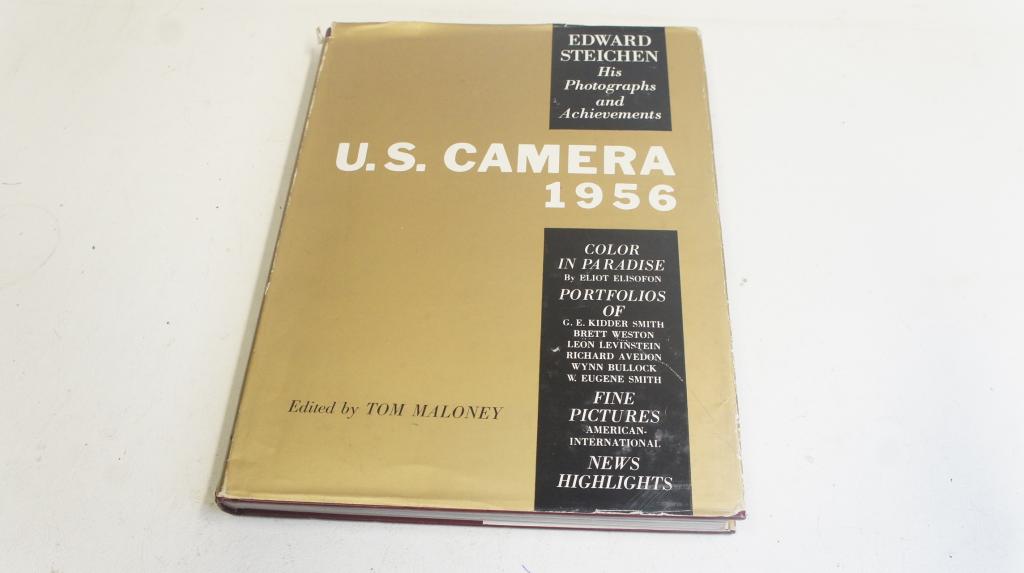 EDWARD
STEICHEN
His
Photographs
and
Achievements
U.S. CAMERA
1956
COLOR
IN PARADISE
By ELIOT ELISOFON
PORTFOLIOS
OF
G. E. KIDDER SMITH
BRETT WESTON
LEON LEVINSTEIN
RICHARD AVEDON
WYNN BULLOCK
W. EUGENE SMITH
FINE
PICTURES
AMERICAN-
INTERNATIONAL
NEWS
HIGHLIGHTS
Edited by TOM MALONEY